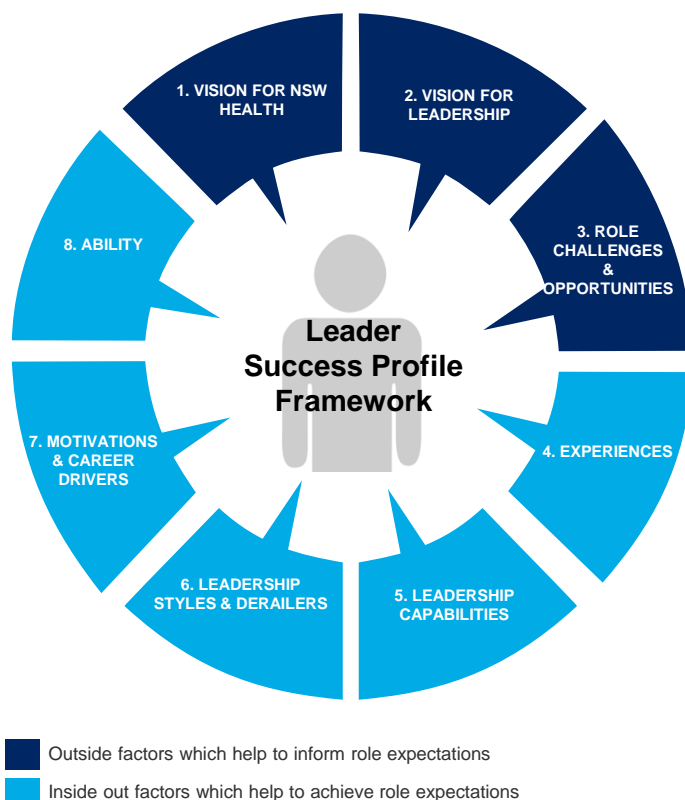 1. VISION FOR NSW
HEALTH
2. VISION FOR
LEADERSHIP
3. ROLE
CHALLENGES
&
OPPORTUNITIES
4. EXPERIENCES
5. LEADERSHIP
CAPABILITIES
6. LEADERSHIP
STYLES & DERAILERS
7. MOTIVATIONS
& CAREER
DRIVERS
8. ABILITY
Leader
Success Profile
Framework
Outside factors which help to inform role expectations
Inside out factors which help to achieve role expectations